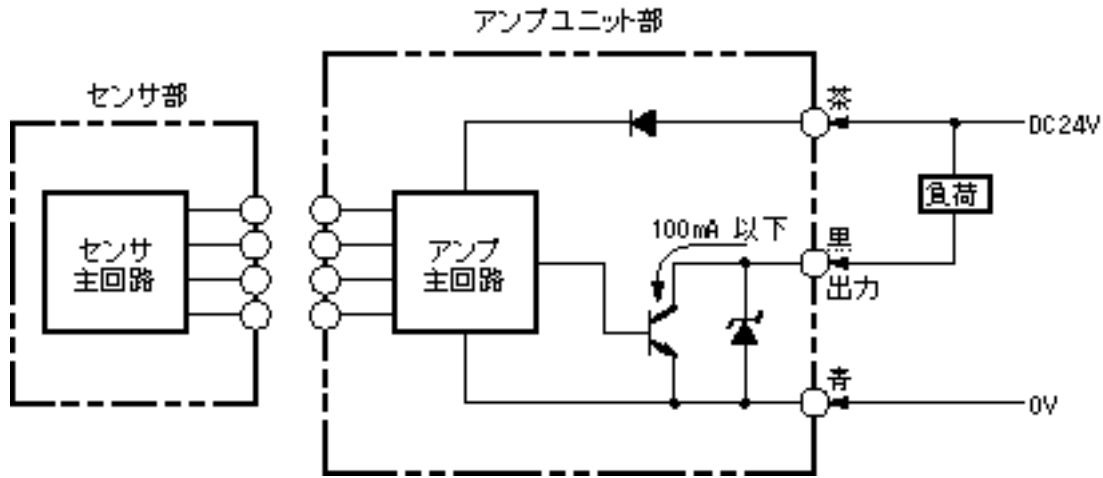 アンプユニット部
センサ部
茶
DC24V
負荷
センサ
主回路
アンプ
主回路
100mA 以下
黒
出力
青
0V